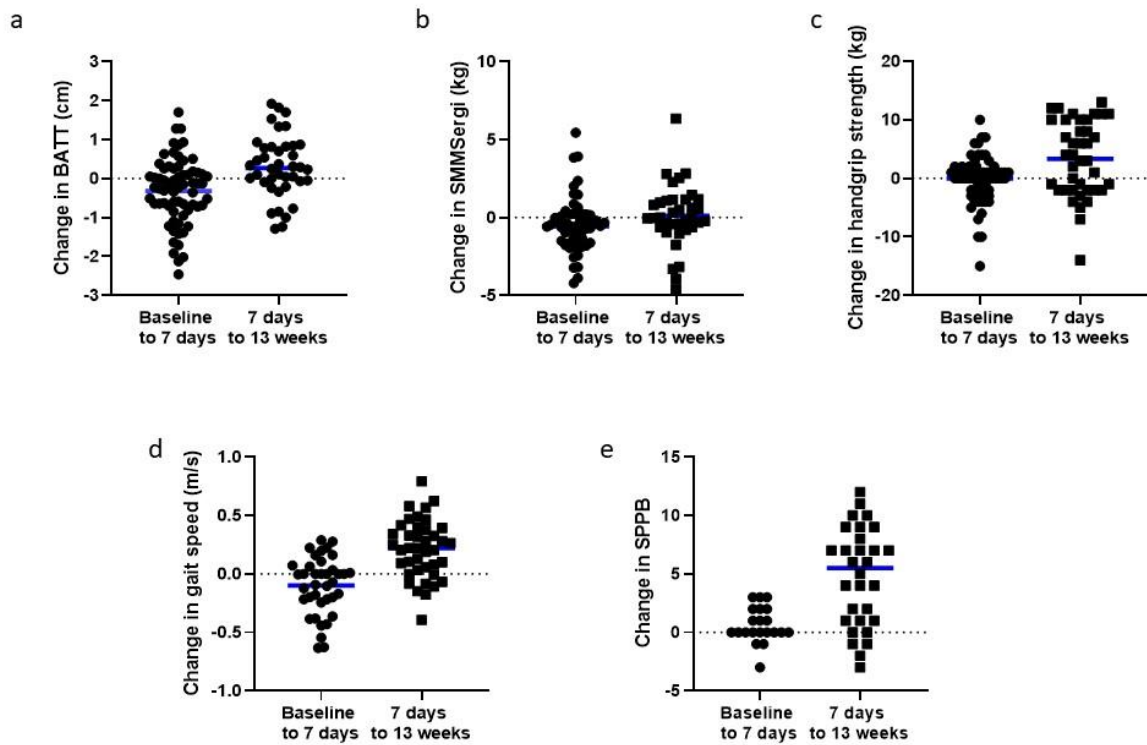 a
Change in BATT (cm)
3
2
1
0
-1
-2
-3
Baseline to 7 days
7 days to 13 weeks
b
Change in SMMSergi (kg)
10
5
0
-5
Baseline to 7 days
7 days to 13 weeks
c
Change in handgrip strength (kg)
20
10
0
-10
-20
Baseline to 7 days
7 days to 13 weeks
d
Change in gait speed (m/s)
1.0
0.5
0.0
-0.5
-1.0
Baseline to 7 days
7 days to 13 weeks
e
Change in SPPB
15
10
5
0
-5
Baseline to 7 days
7 days to 13 weeks